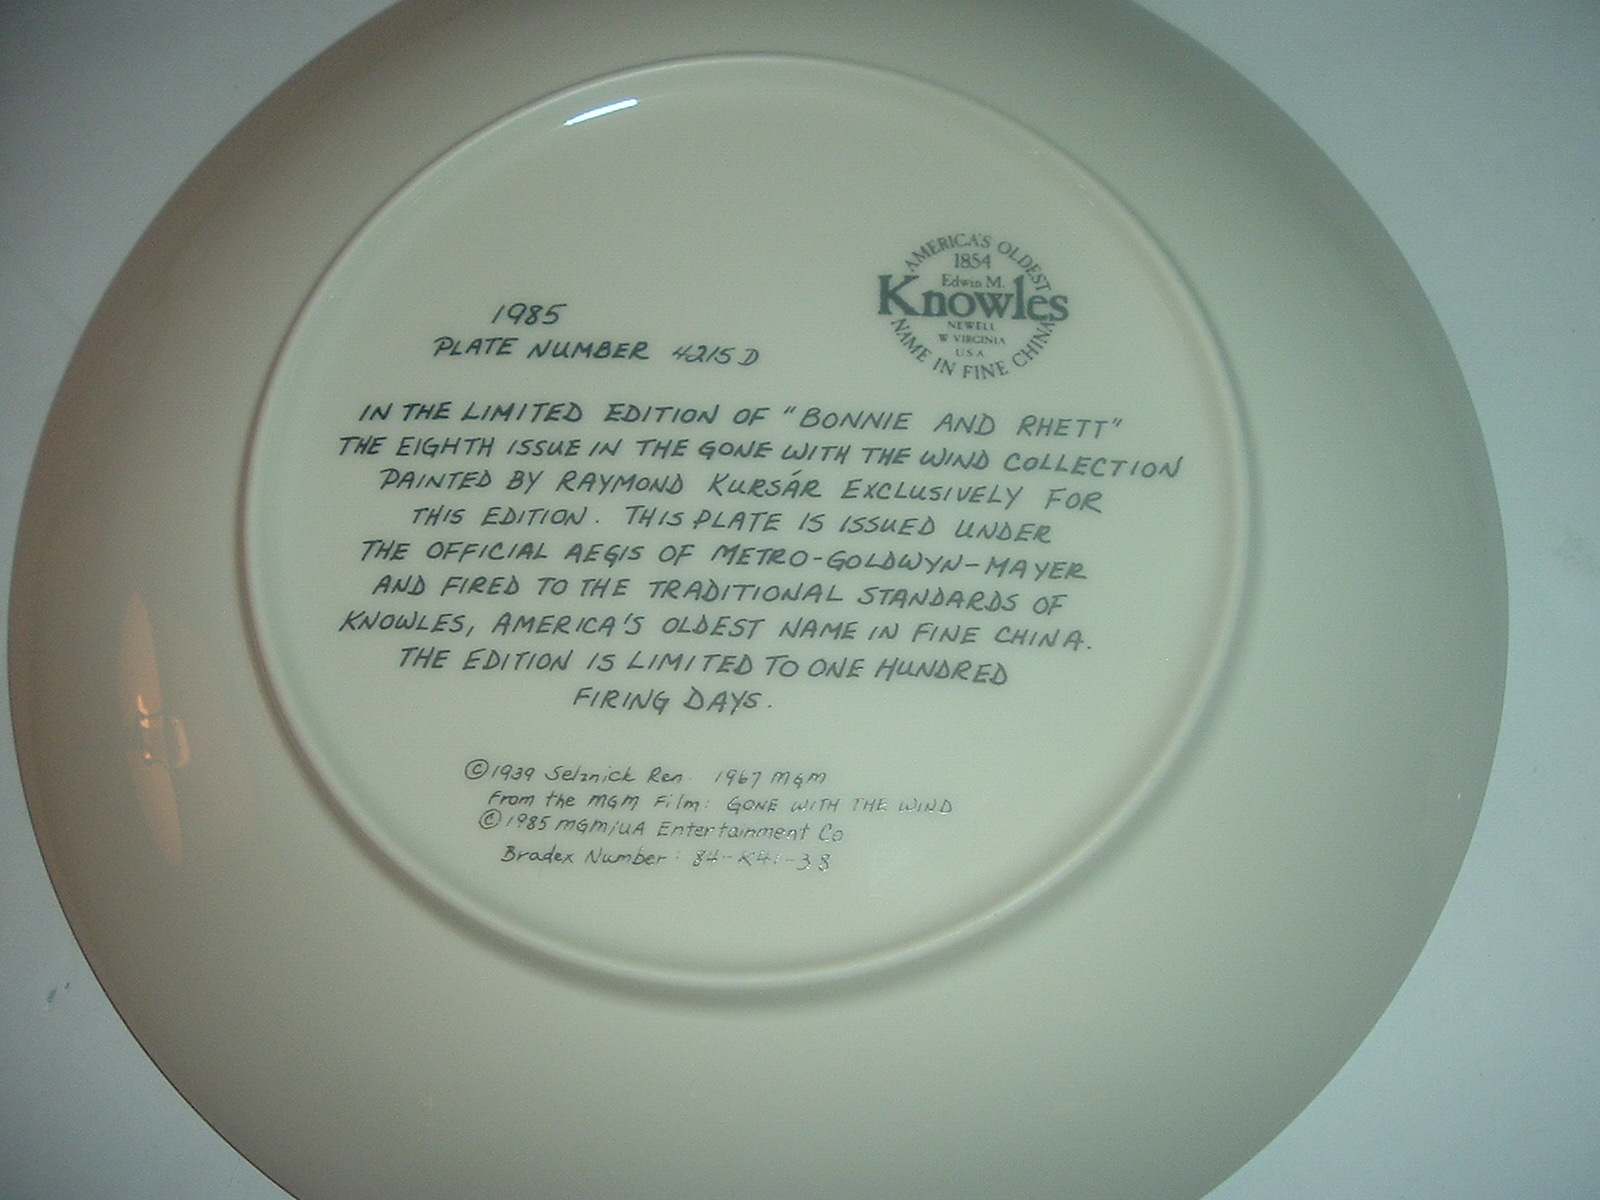 AMERICA'S OLDEST
1854
Edwin M.
Knowles
NEWELL
W VIRGINIA
U.S.A
NAME IN FINE CHINA
1985
PLATE NUMBER 4215 D
IN THE LIMITED EDITION OF "BONNIE AND RHETT"
THE EIGHTH ISSUE IN THE GONE WITH THE WIND COLLECTION
PAINTED BY RAYMOND KURSÁR EXCLUSIVELY FOR
THIS EDITION. THIS PLATE IS ISSUED UNDER
THE OFFICIAL AEGIS OF METRO-GOLDWYN-MAYER
AND FIRED TO THE TRADITIONAL STANDARDS OF
KNOWLES, AMERICA'S OLDEST NAME IN FINE CHINA.
THE EDITION IS LIMITED TO ONE HUNDRED
FIRING DAYS.
©1939 Selznick Ren. 1967 MGM
From the MGM Film: GONE WITH THE WIND
©1985 MGM/UA Entertainment Co
Bradex Number: 84-K41-3.8